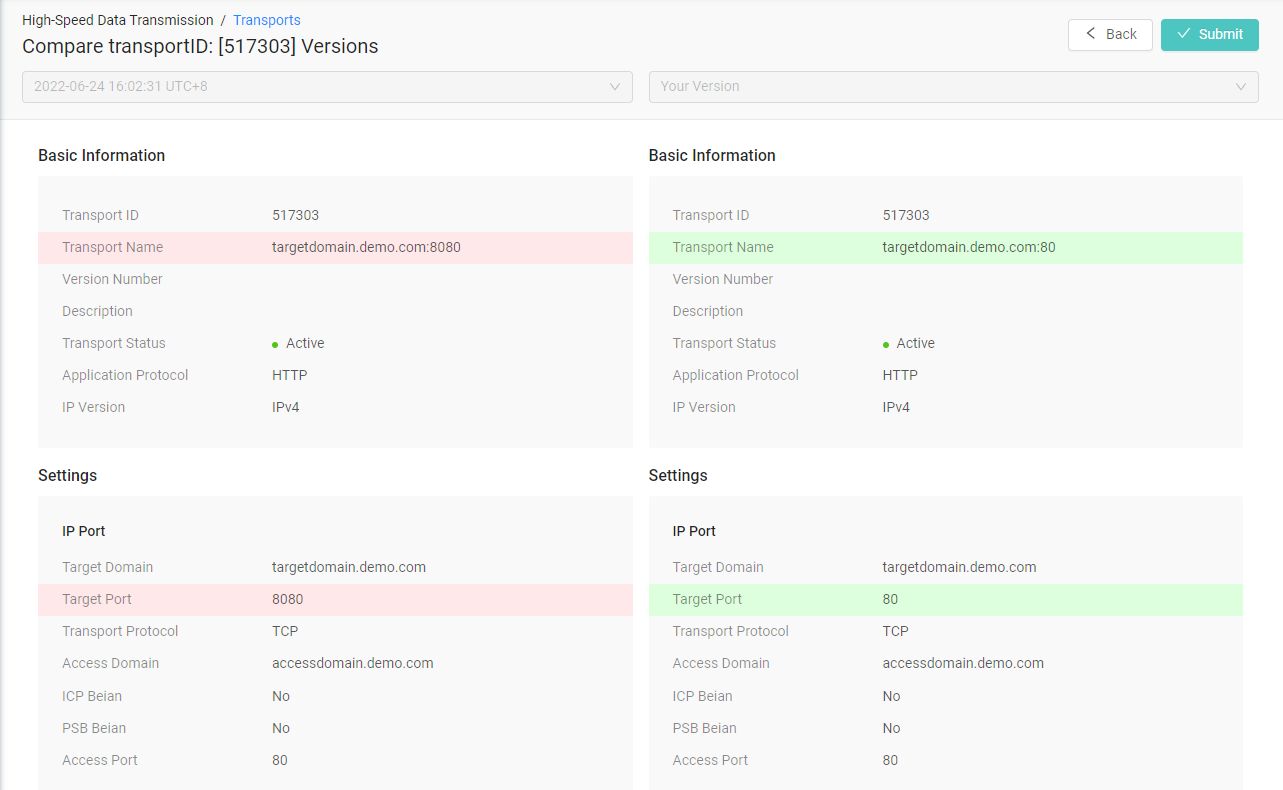 High-Speed Data Transmission / Transports
Compare transportID: [517303] Versions
Back
Submit
2022-06-24 16:02:31 UTC+8
Your Version
Basic Information
Transport ID 517303
Transport Name targetdomain.demo.com:8080
Version Number
Description
Transport Status Active
Application Protocol HTTP
IP Version IPv4
Settings
IP Port
Target Domain targetdomain.demo.com
Target Port 8080
Transport Protocol TCP
Access Domain accessdomain.demo.com
ICP Beian No
PSB Beian No
Access Port 80
Basic Information
Transport ID 517303
Transport Name targetdomain.demo.com:80
Version Number
Description
Transport Status Active
Application Protocol HTTP
IP Version IPv4
Settings
IP Port
Target Domain targetdomain.demo.com
Target Port 80
Transport Protocol TCP
Access Domain accessdomain.demo.com
ICP Beian No
PSB Beian No
Access Port 80